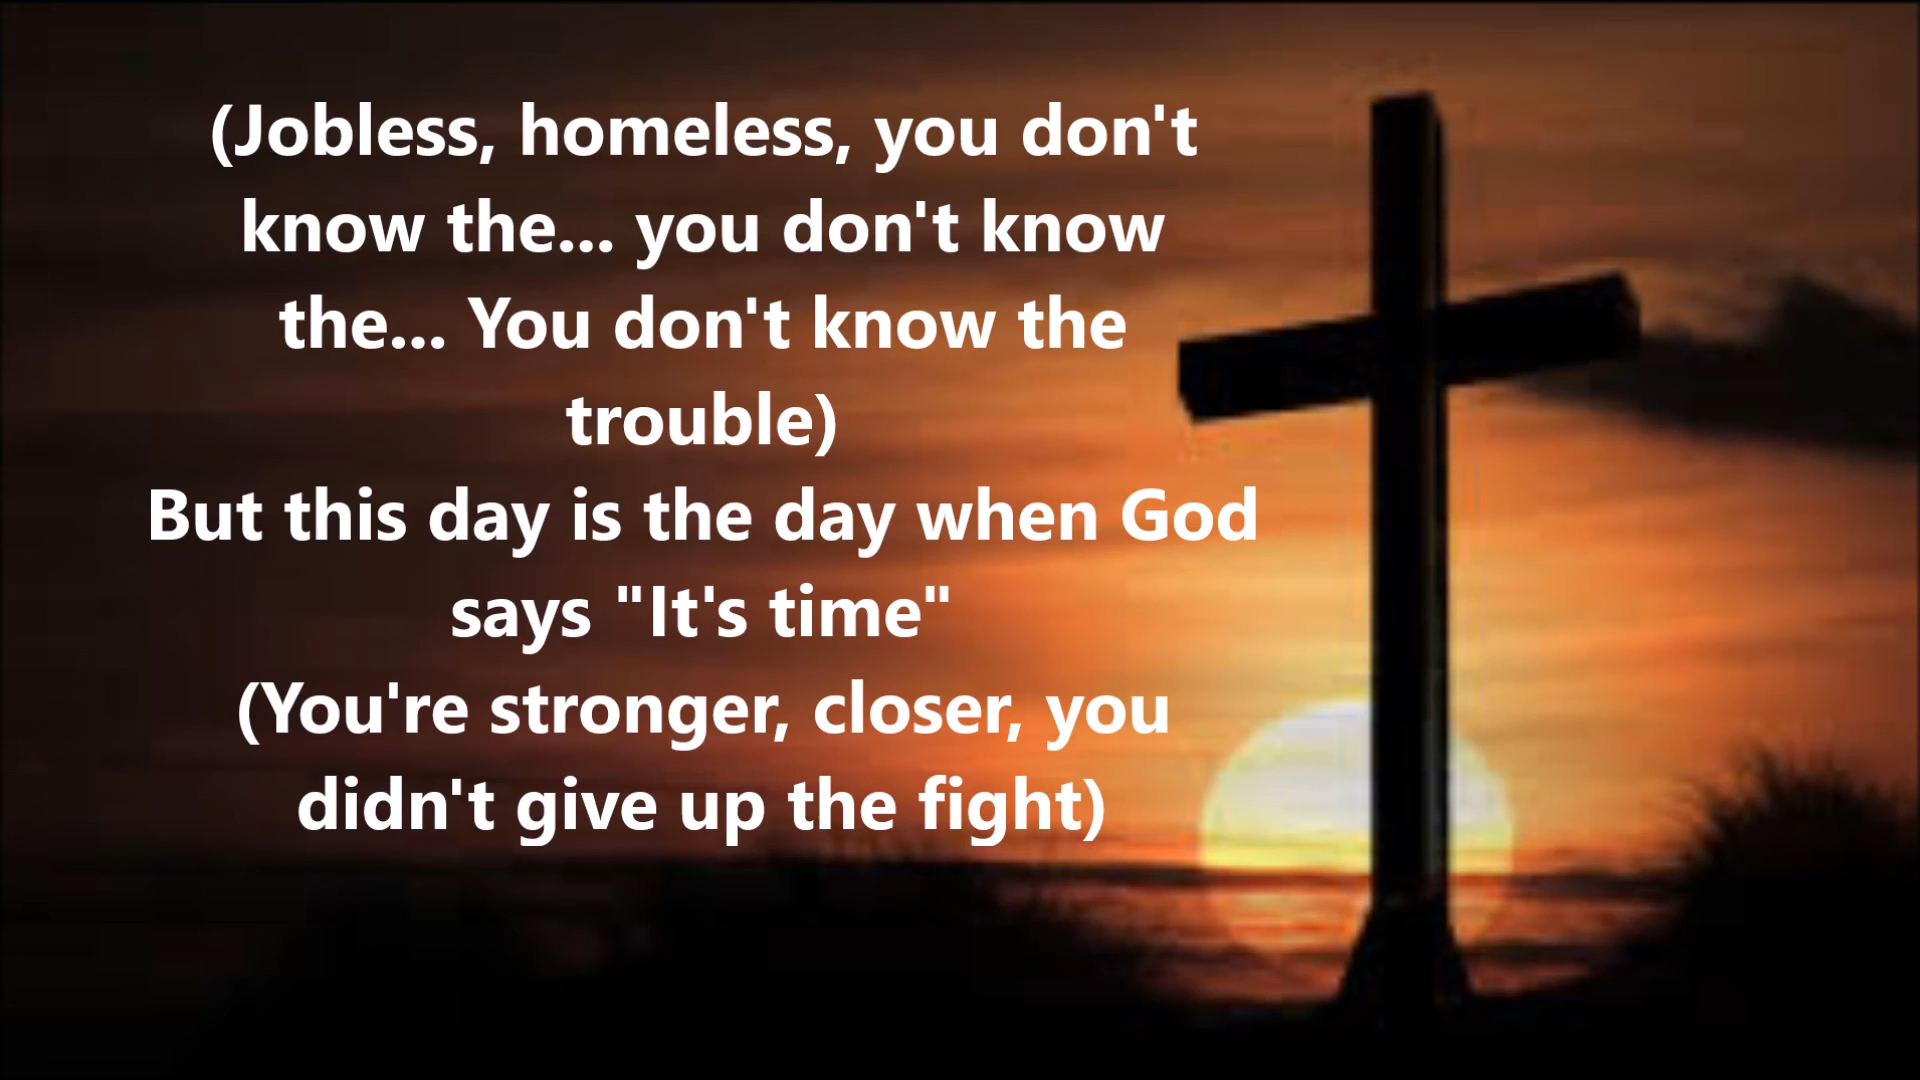 (Jobless, homeless, you don't
know the... you don't know
the... You don't know the
trouble)
But this day is the day when God
says "It's time"
(You're stronger, closer, you
didn't give up the fight)